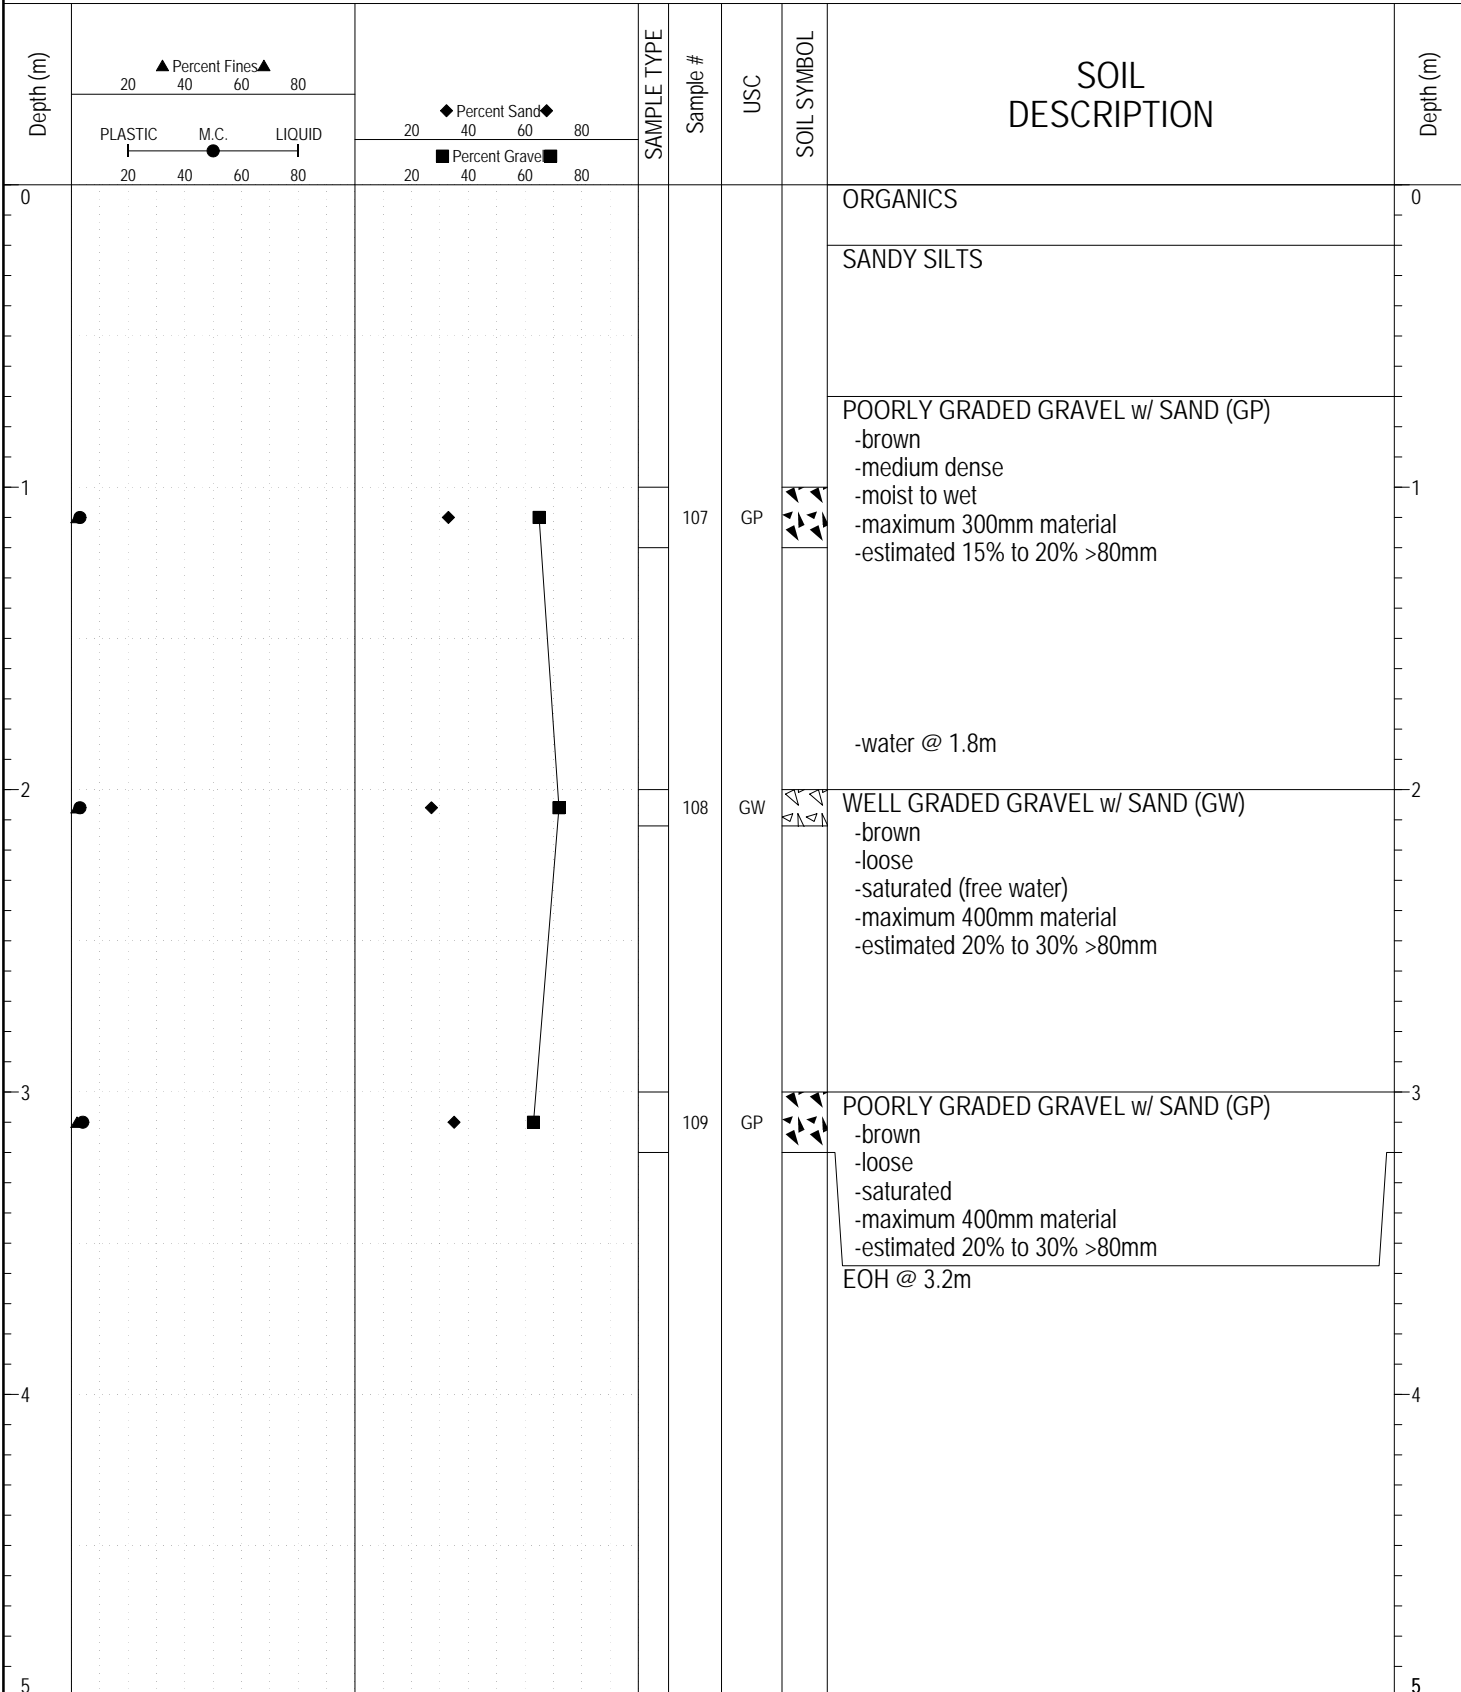 Depth (m)
Percent Fines
20 40 60 80
PLASTIC M.C. LIQUID
20 40 60 80
Percent Sand
20 40 60 80
Percent Gravel
20 40 60 80
SAMPLE TYPE
Sample #
USC
SOIL SYMBOL
SOIL
DESCRIPTION
Depth (m)
0 ORGANICS 0
SANDY SILTS
POORLY GRADED GRAVEL w/ SAND (GP)
-brown
-medium dense
1 -moist to wet 1
107 GP -maximum 300mm material
-estimated 15% to 20% >80mm
-water @ 1.8m
2 2
108 GW WELL GRADED GRAVEL w/ SAND (GW)
-brown
-loose
-saturated (free water)
-maximum 400mm material
-estimated 20% to 30% >80mm
3 3
POORLY GRADED GRAVEL w/ SAND (GP)
109 GP -brown
-loose
-saturated
-maximum 400mm material
-estimated 20% to 30% >80mm
EOH @ 3.2m
4 4
5 5